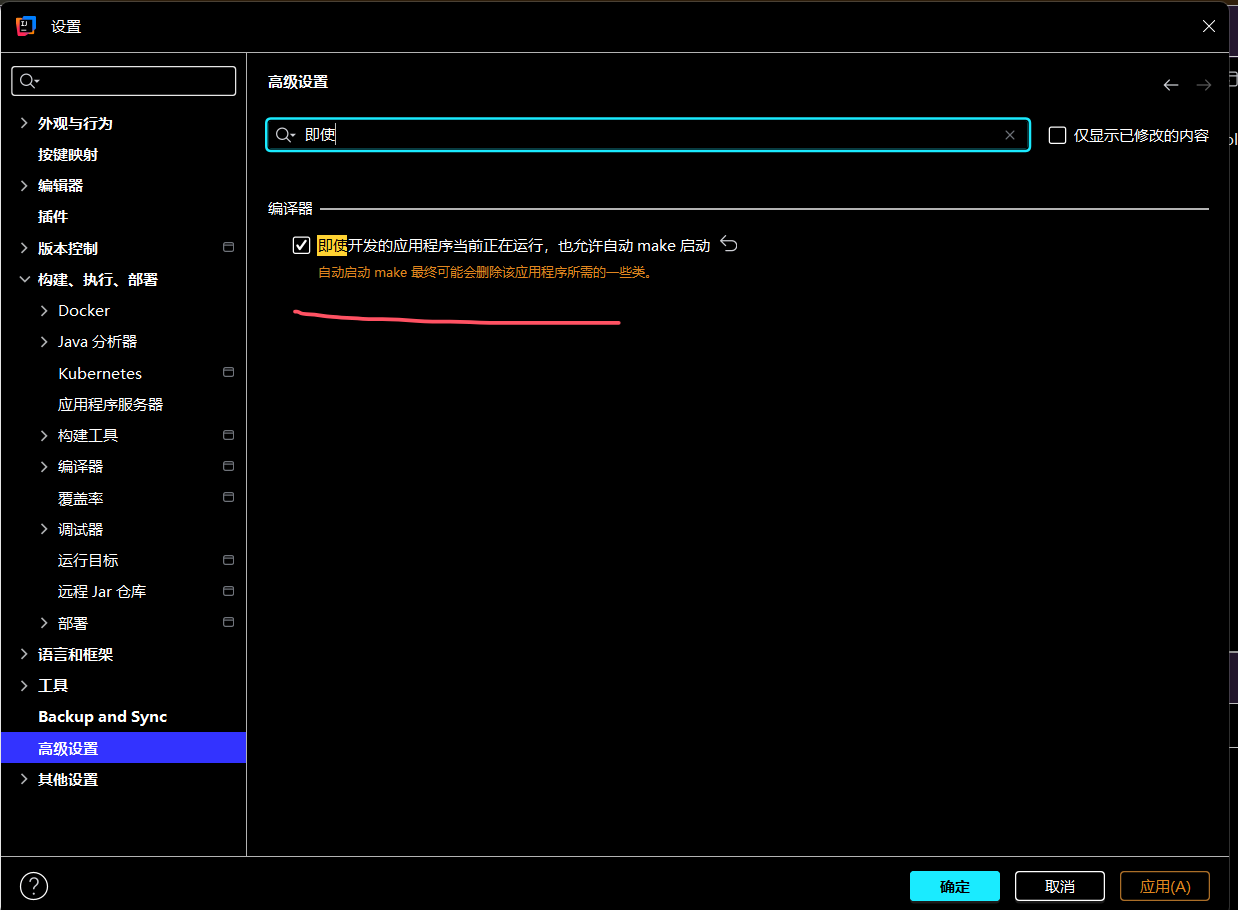 设置
高级设置
即使
仅显示已修改的内容
外观与行为
按键映射
编辑器
插件
版本控制
构建、执行、部署
Docker
Java 分析器
Kubernetes
应用程序服务器
构建工具
编译器
覆盖率
调试器
运行目标
远程 Jar 仓库
部署
语言和框架
工具
Backup and Sync
高级设置
其他设置
编译器
即使开发的应用程序当前正在运行，也允许自动 make 启动
自动启动 make 最终可能会删除该应用程序所需的一些类。
?
确定
取消
应用(A)